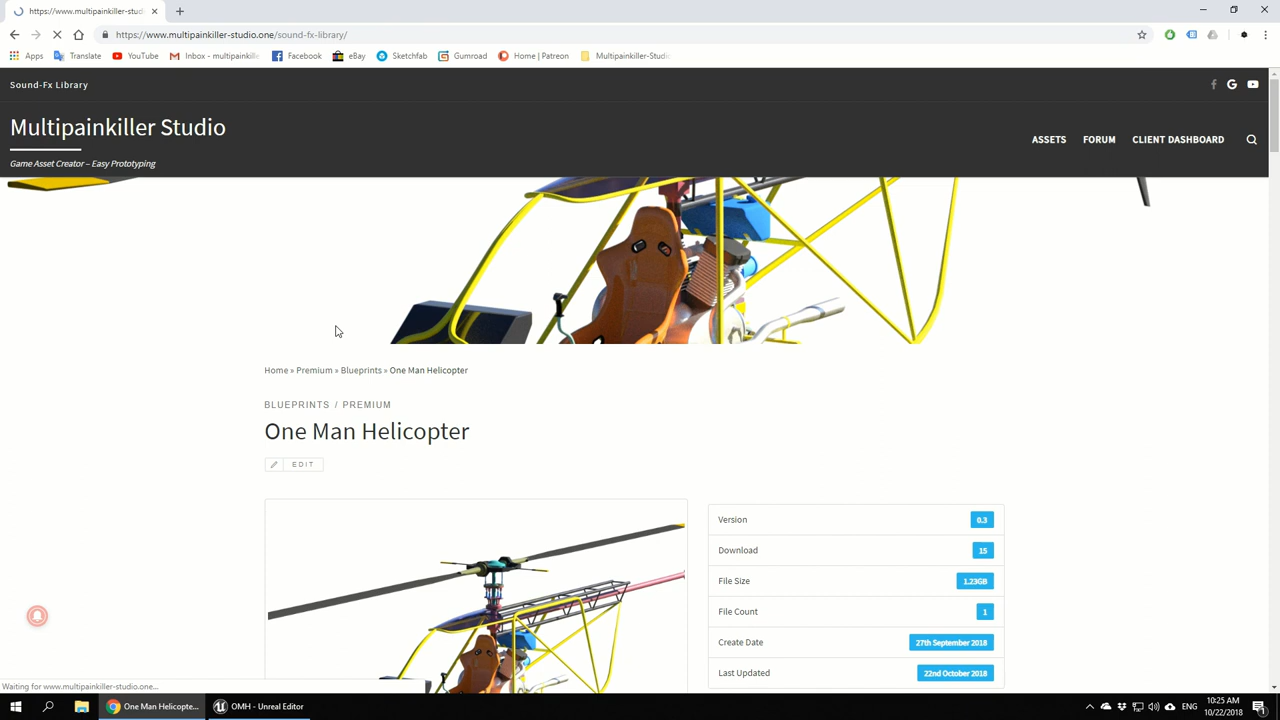 https://www.multipainkiller-studio.one
https://www.multipainkiller-studio.one/sound-fx-library/
Apps Translate YouTube Inbox - multipainkille Facebook eBay Sketchfab Gumroad Home | Patreon Multipainkiller-Studio
Sound-Fx Library
Multipainkiller Studio
Game Asset Creator – Easy Prototyping
ASSETS FORUM CLIENT DASHBOARD
Home » Premium » Blueprints » One Man Helicopter
BLUEPRINTS / PREMIUM
One Man Helicopter
EDIT
Version 0.3
Download 15
File Size 1.23GB
File Count 1
Create Date 27th September 2018
Last Updated 22nd October 2018
Waiting for www.multipainkiller-studio.one...
One Man Helicopte... OMH - Unreal Editor
ENG
10:25 AM
10/22/2018
1